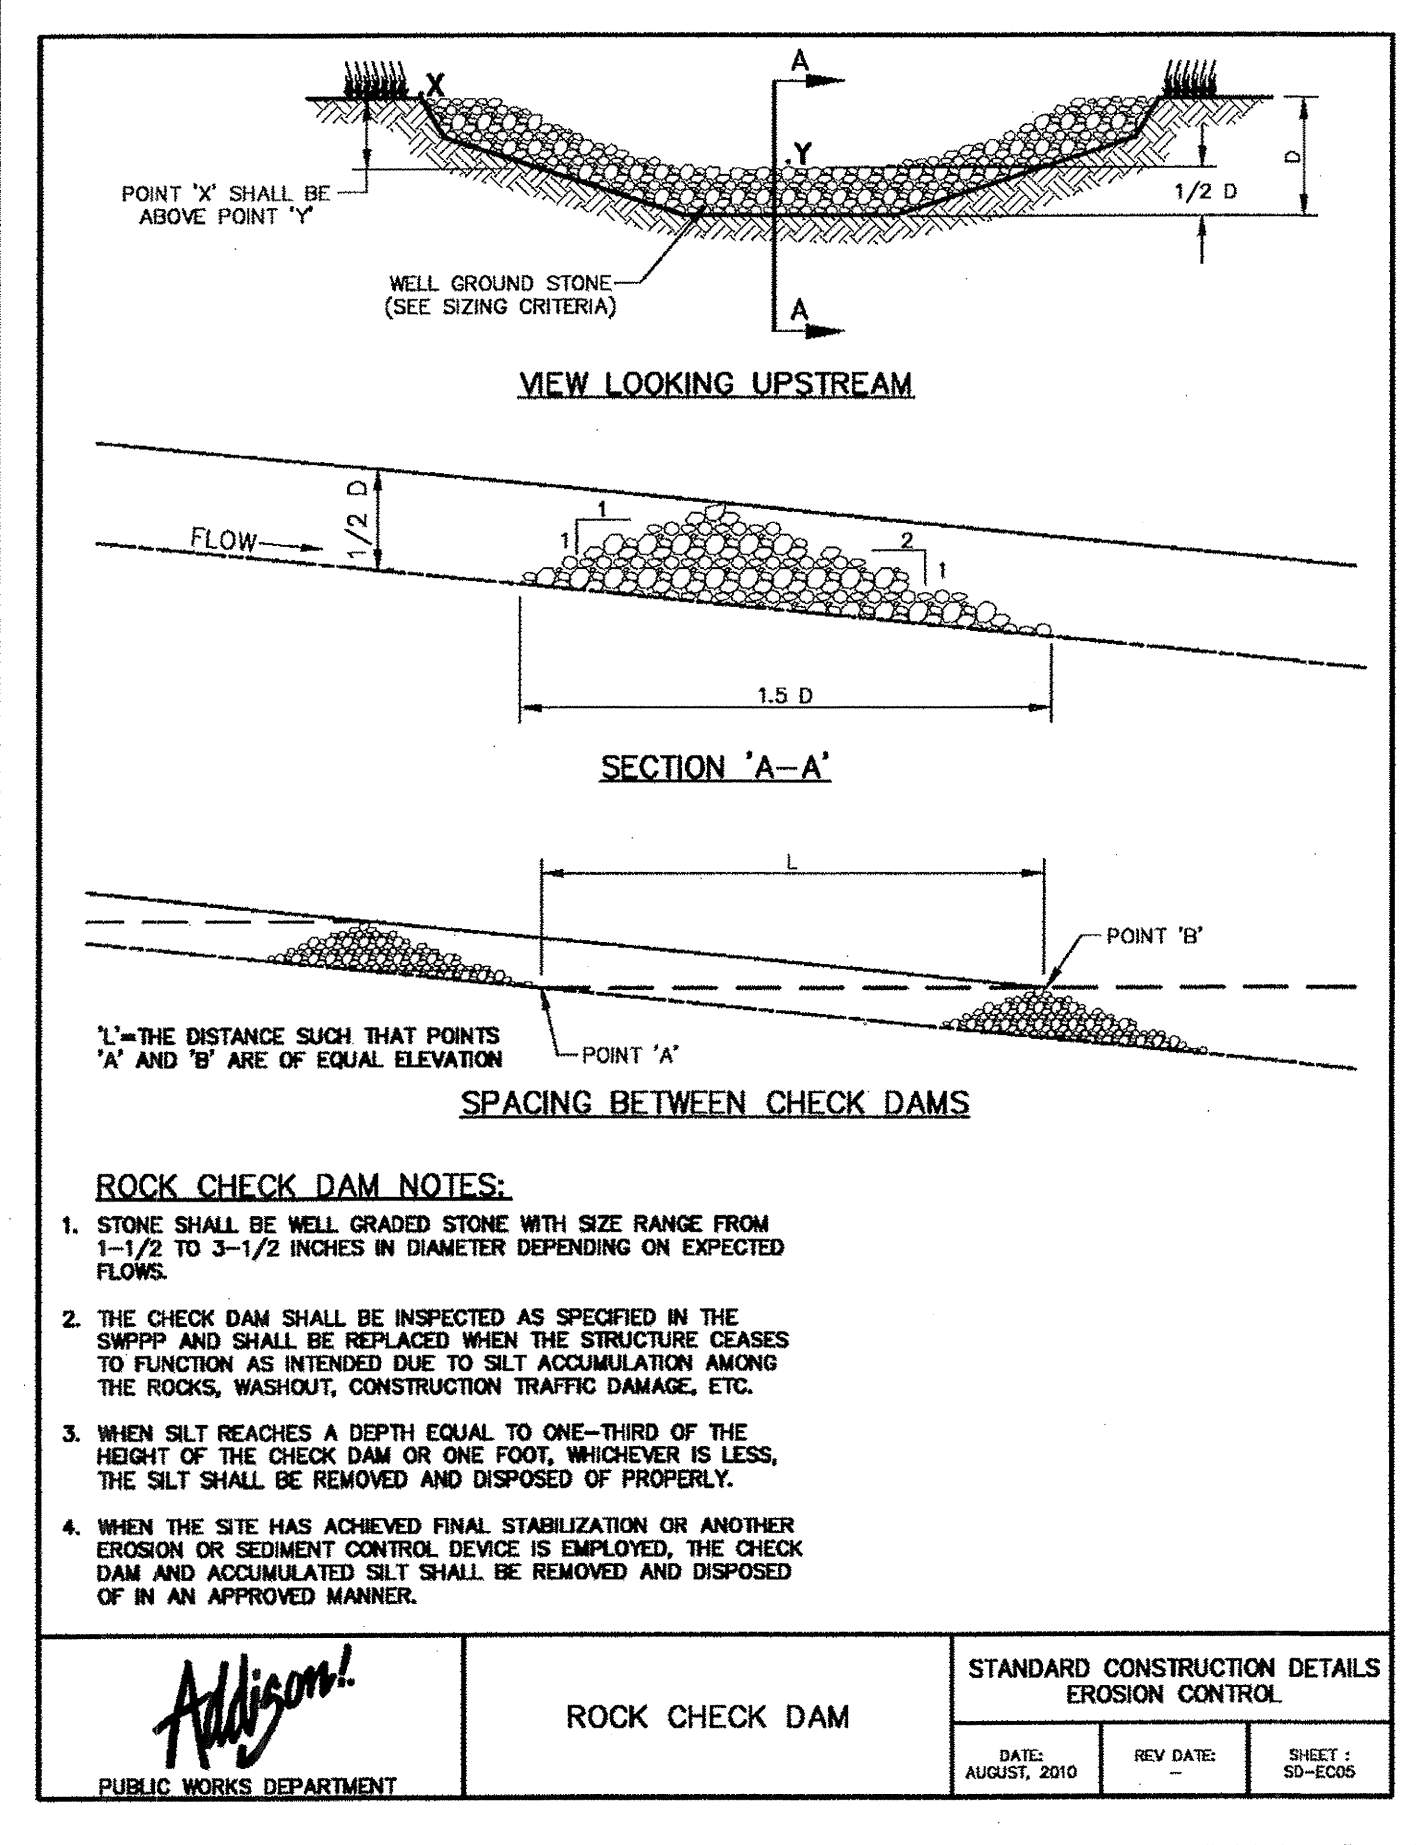 A
.X
.Y
D
1/2 D
POINT 'X' SHALL BE
ABOVE POINT 'Y'
WELL GROUND STONE
(SEE SIZING CRITERIA)
A
VIEW LOOKING UPSTREAM
1/2 D
FLOW
1
1
2
1
1.5 D
SECTION 'A-A'
L
POINT 'B'
'L'=THE DISTANCE SUCH THAT POINTS
'A' AND 'B' ARE OF EQUAL ELEVATION
POINT 'A'
SPACING BETWEEN CHECK DAMS
ROCK CHECK DAM NOTES:
1. STONE SHALL BE WELL GRADED STONE WITH SIZE RANGE FROM
1-1/2 TO 3-1/2 INCHES IN DIAMETER DEPENDING ON EXPECTED
FLOWS.
2. THE CHECK DAM SHALL BE INSPECTED AS SPECIFIED IN THE
SWPPP AND SHALL BE REPLACED WHEN THE STRUCTURE CEASES
TO FUNCTION AS INTENDED DUE TO SILT ACCUMULATION AMONG
THE ROCKS, WASHOUT, CONSTRUCTION TRAFFIC DAMAGE, ETC.
3. WHEN SILT REACHES A DEPTH EQUAL TO ONE-THIRD OF THE
HEIGHT OF THE CHECK DAM OR ONE FOOT, WHICHEVER IS LESS,
THE SILT SHALL BE REMOVED AND DISPOSED OF PROPERLY.
4. WHEN THE SITE HAS ACHIEVED FINAL STABILIZATION OR ANOTHER
EROSION OR SEDIMENT CONTROL DEVICE IS EMPLOYED, THE CHECK
DAM AND ACCUMULATED SILT SHALL BE REMOVED AND DISPOSED
OF IN AN APPROVED MANNER.
Addison!
PUBLIC WORKS DEPARTMENT
ROCK CHECK DAM
STANDARD CONSTRUCTION DETAILS
EROSION CONTROL
DATE:
AUGUST, 2010
REV DATE:
-
SHEET :
SD-EC05